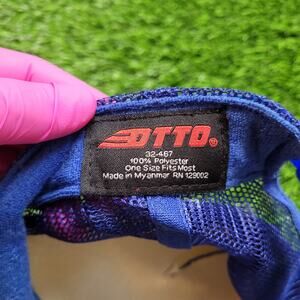 OTTO®
32-467
100% Polyester
One Size Fits Most
Made in Myanmar RN 129002